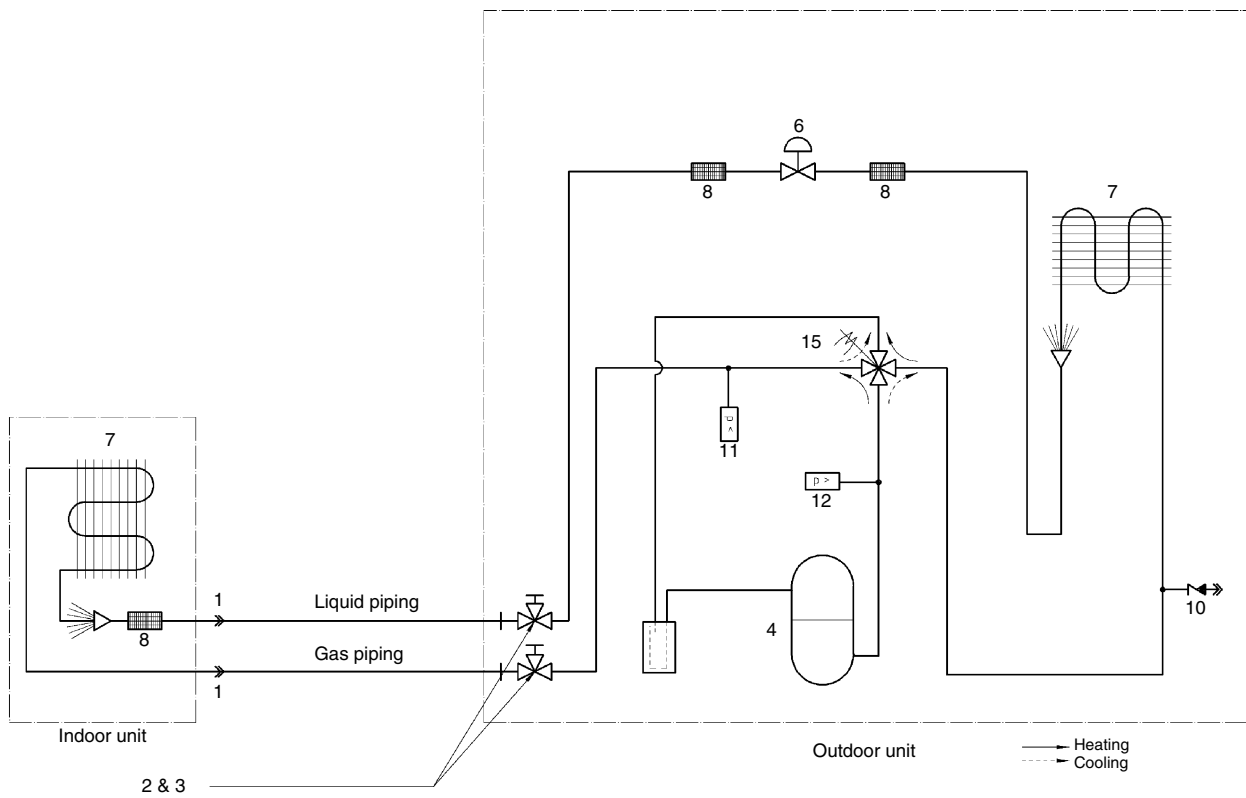 6
8
8
7
15
11
p <
12
p >
7
8
1
Liquid piping
4
10
Gas piping
1
Indoor unit
Outdoor unit
Heating
Cooling
2 & 3